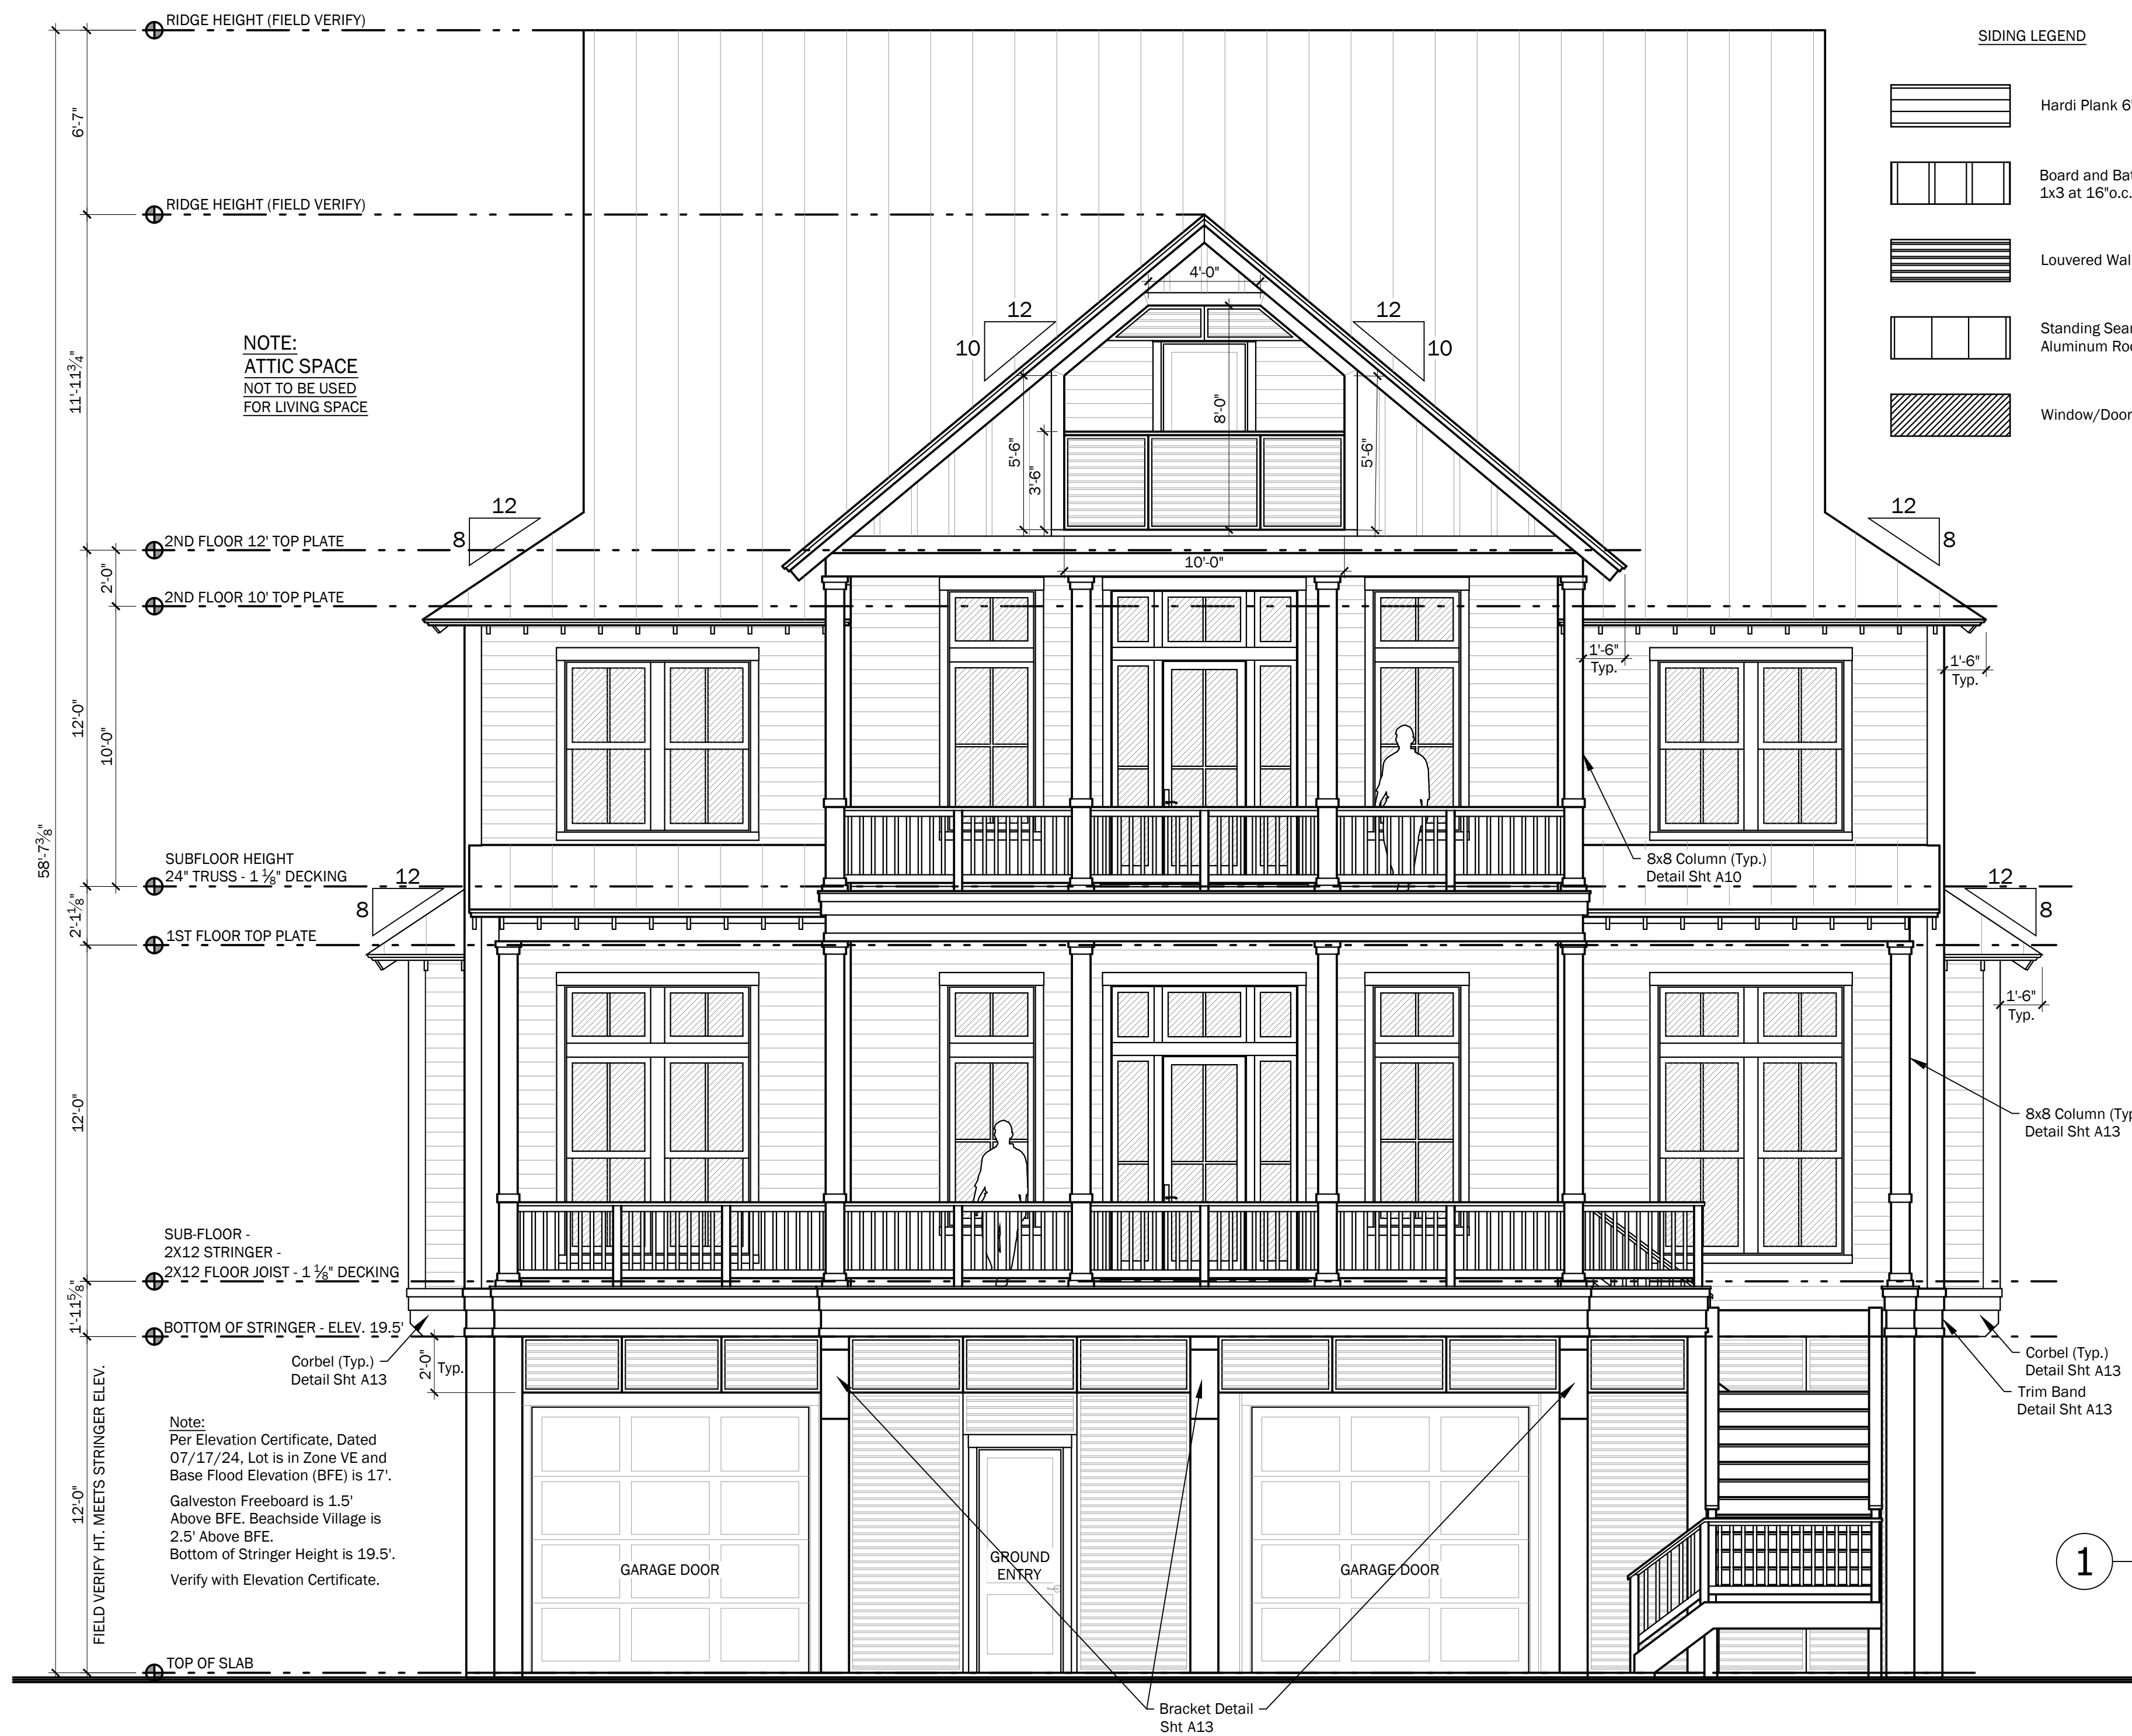 RIDGE HEIGHT (FIELD VERIFY)
SIDING LEGEND
6'-7"
Hardi Plank 6"
Board and Bat
1x3 at 16"o.c.
RIDGE HEIGHT (FIELD VERIFY)
Louvered Wal
4'-0"
12
10
12
10
Standing Sear
Aluminum Roo
NOTE:
ATTIC SPACE
NOT TO BE USED
FOR LIVING SPACE
11'-11¾"
Window/Door
8'-0"
5'-6"
3'-6"
5'-6"
12
8
12
8
2ND FLOOR 12' TOP PLATE
10'-0"
2'-0"
2ND FLOOR 10' TOP PLATE
1'-6"
Typ.
1'-6"
Typ.
12'-0"
10'-0"
58'-7⅜"
SUBFLOOR HEIGHT
24" TRUSS - 1 ⅛" DECKING
8x8 Column (Typ.)
Detail Sht A10
12
8
12
8
2'-1⅛"
1ST FLOOR TOP PLATE
1'-6"
Typ.
12'-0"
8x8 Column (Typ
Detail Sht A13
SUB-FLOOR -
2X12 STRINGER -
2X12 FLOOR JOIST - 1 ⅛" DECKING
1'-11⅝"
BOTTOM OF STRINGER - ELEV. 19.5'
Corbel (Typ.)
Detail Sht A13
2'-0"
Typ.
Corbel (Typ.)
Detail Sht A13
Trim Band
Detail Sht A13
12'-0"
FIELD VERIFY HT. MEETS STRINGER ELEV.
Note:
Per Elevation Certificate, Dated
07/17/24, Lot is in Zone VE and
Base Flood Elevation (BFE) is 17'.
Galveston Freeboard is 1.5'
Above BFE. Beachside Village is
2.5' Above BFE.
Bottom of Stringer Height is 19.5'.
Verify with Elevation Certificate.
GARAGE DOOR
GROUND
ENTRY
GARAGE DOOR
1
TOP OF SLAB
Bracket Detail
Sht A13